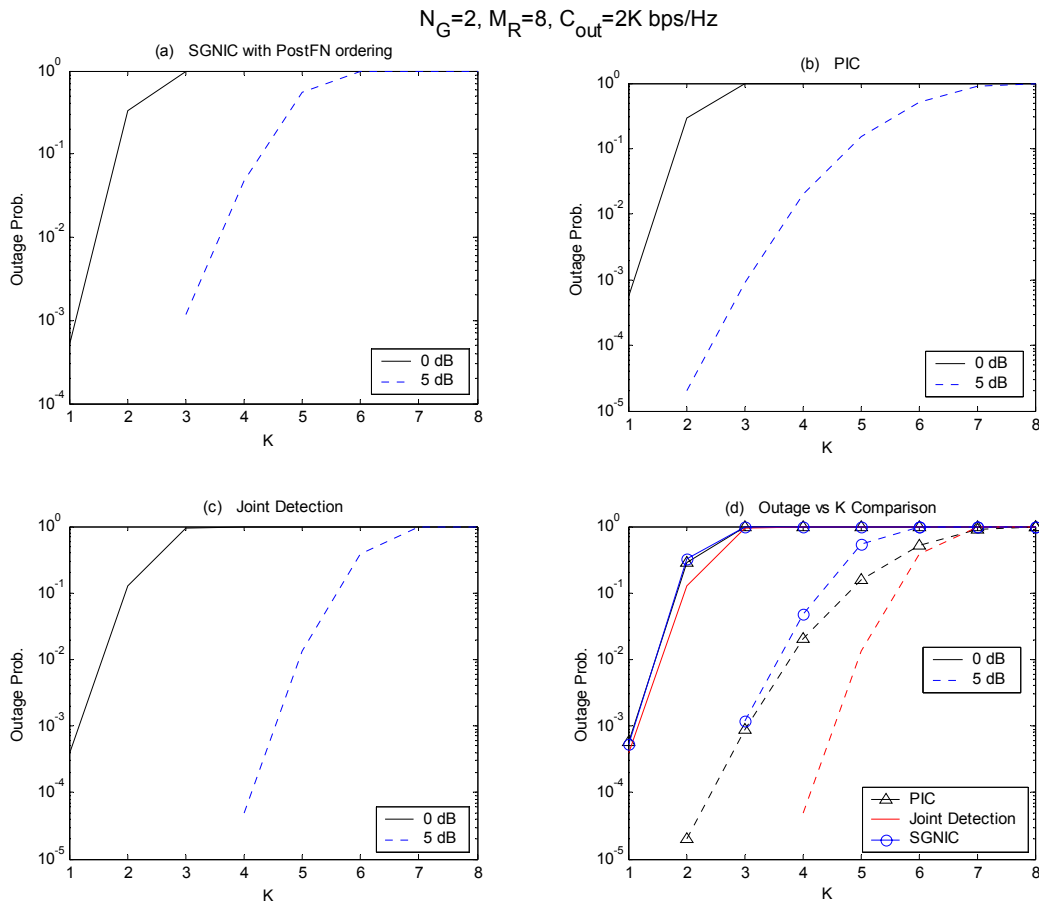 N_G=2, M_R=8, C_out=2K bps/Hz
(a) SGNIC with PostFN ordering
10^0
10^-1
10^-2
10^-3
10^-4
Outage Prob.
1 2 3 4 5 6 7 8
K
0 dB
5 dB
(b) PIC
10^0
10^-1
10^-2
10^-3
10^-4
10^-5
Outage Prob.
1 2 3 4 5 6 7 8
K
0 dB
5 dB
(c) Joint Detection
10^0
10^-1
10^-2
10^-3
10^-4
10^-5
Outage Prob.
1 2 3 4 5 6 7 8
K
0 dB
5 dB
(d) Outage vs K Comparison
10^0
10^-1
10^-2
10^-3
10^-4
10^-5
Outage Prob.
1 2 3 4 5 6 7 8
K
0 dB
5 dB
PIC
Joint Detection
SGNIC